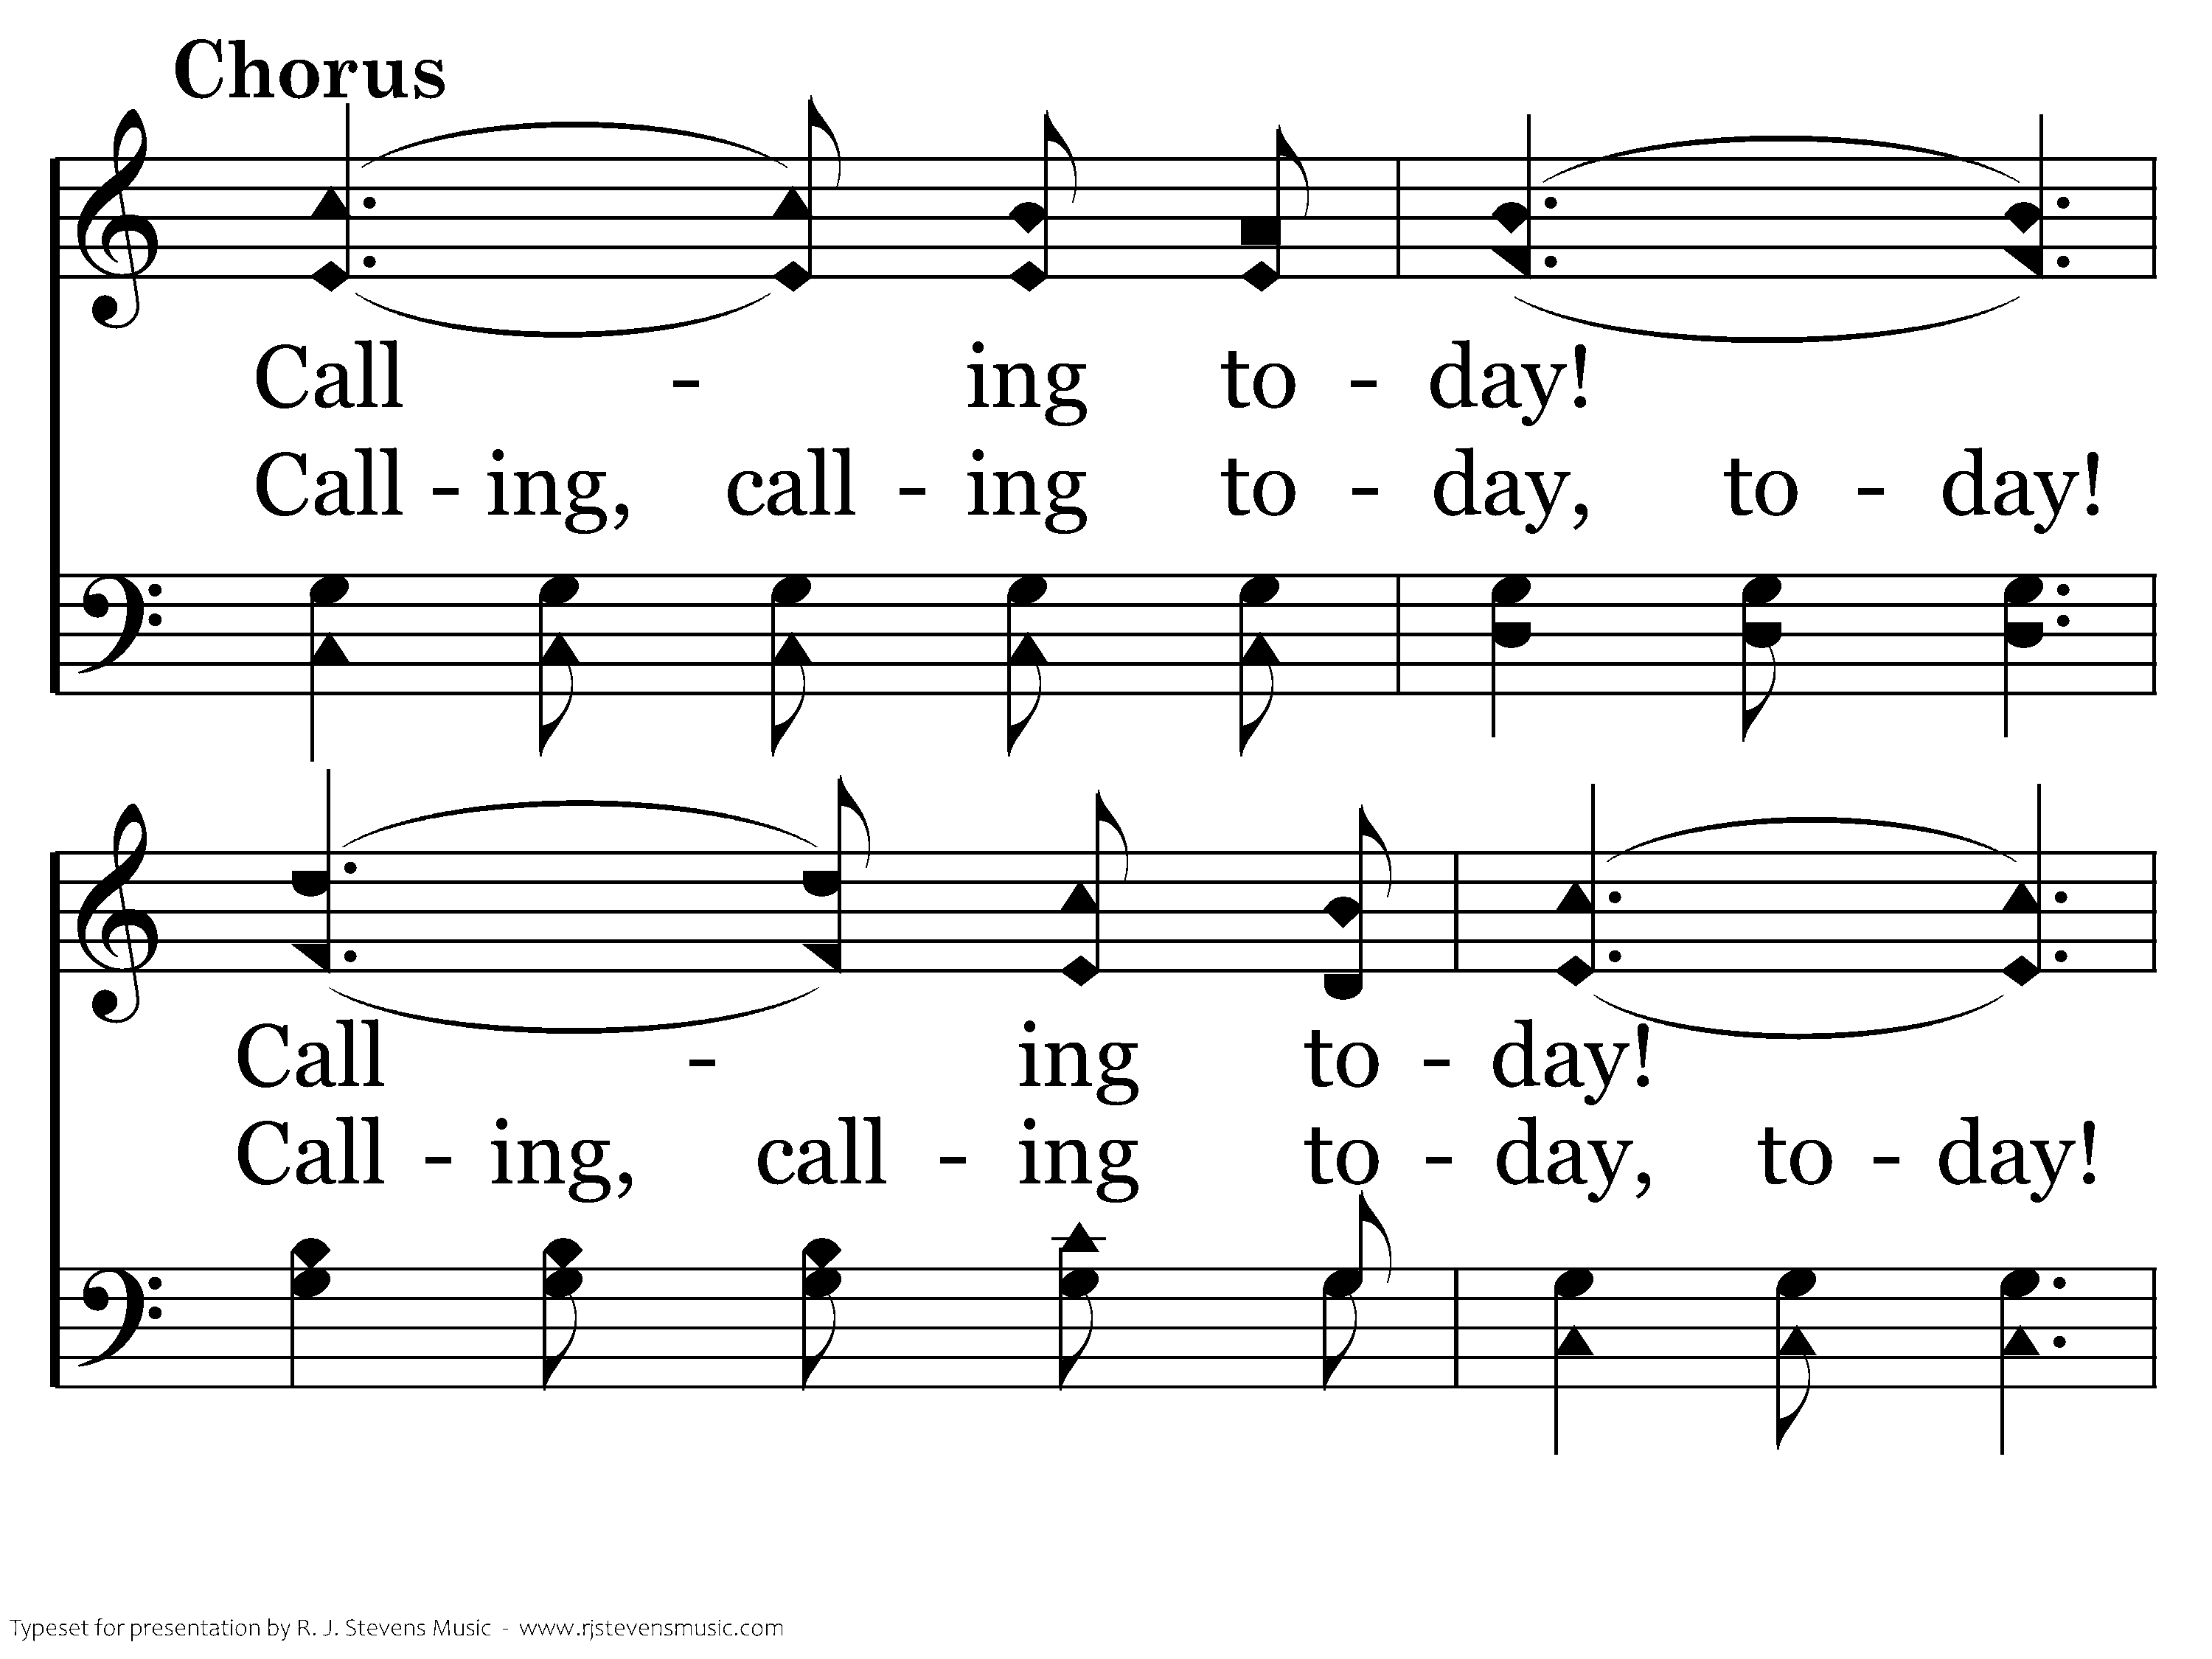 Chorus
Call - ing to - day!
Call - ing, call - ing to - day, to - day!
Call - ing to - day!
Call - ing, call - ing to - day, to - day!
Typeset for presentation by R. J. Stevens Music - www.rjstevensmusic.com